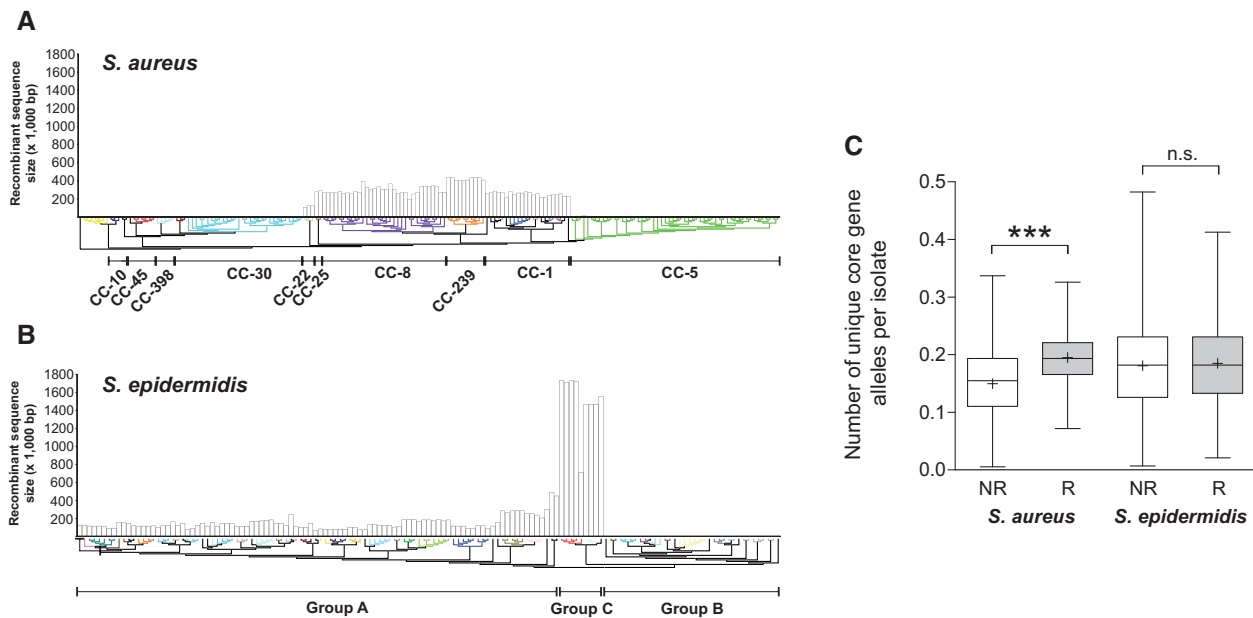 A
S. aureus
Recombinant sequence
size (x 1,000 bp)
1800
1600
1400
1200
1000
800
600
400
200
CC-10
CC-45
CC-398
CC-30
CC-22
CC-25
CC-8
CC-239
CC-1
CC-5
B
S. epidermidis
Recombinant sequence
size (x 1,000 bp)
1800
1600
1400
1200
1000
800
600
400
200
Group A
Group C
Group B
C
Number of unique core gene
alleles per isolate
0.5
0.4
0.3
0.2
0.1
0.0
***
n.s.
NR
R
NR
R
S. aureus
S. epidermidis